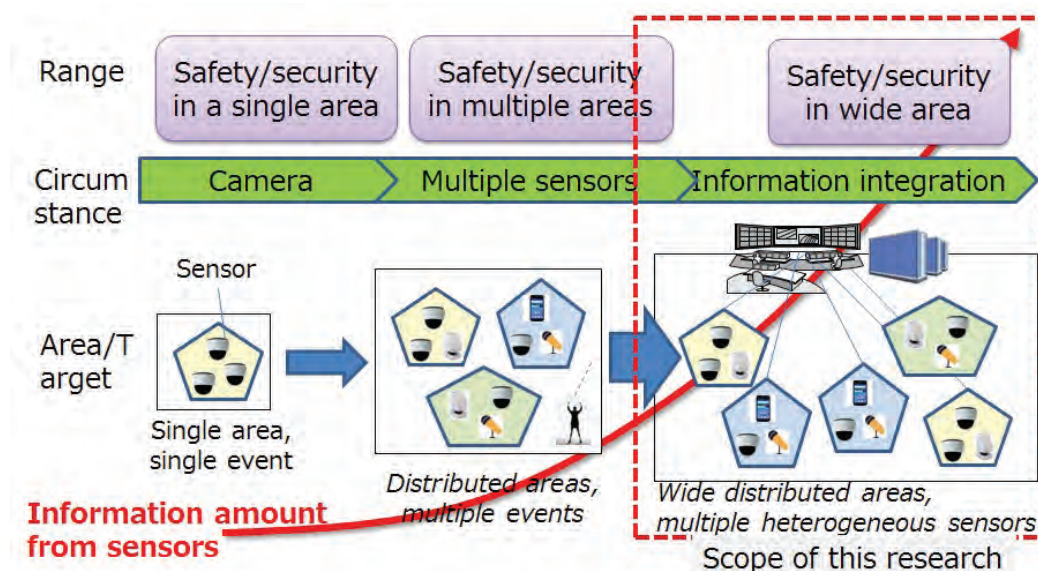 Range
Safety/security
in a single area
Safety/security
in multiple areas
Safety/security
in wide area
Circum
stance
Camera
Multiple sensors
Information integration
Sensor
Area/T
arget
Single area,
single event
Distributed areas,
multiple events
Wide distributed areas,
multiple heterogeneous sensors
Information amount
from sensors
Scope of this research